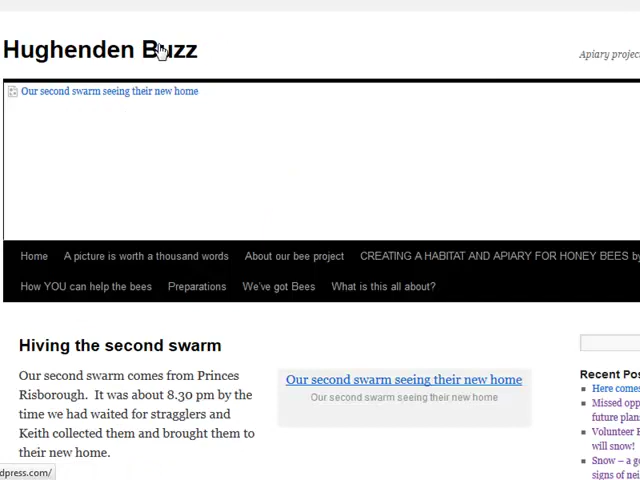 Hughenden Buzz
Apiary project
Our second swarm seeing their new home
Home A picture is worth a thousand words About our bee project CREATING A HABITAT AND APIARY FOR HONEY BEES by
How YOU can help the bees Preparations We've got Bees What is this all about?
Hiving the second swarm
Our second swarm comes from Princes
Risborough. It was about 8.30 pm by the
time we had waited for stragglers and
Keith collected them and brought them to
their new home.
Our second swarm seeing their new home
Our second swarm seeing their new home
Recent Pos
Here comes
Missed opp
future plan
Volunteer
will snow!
Snow – a go
signs of nei
dpress.com/